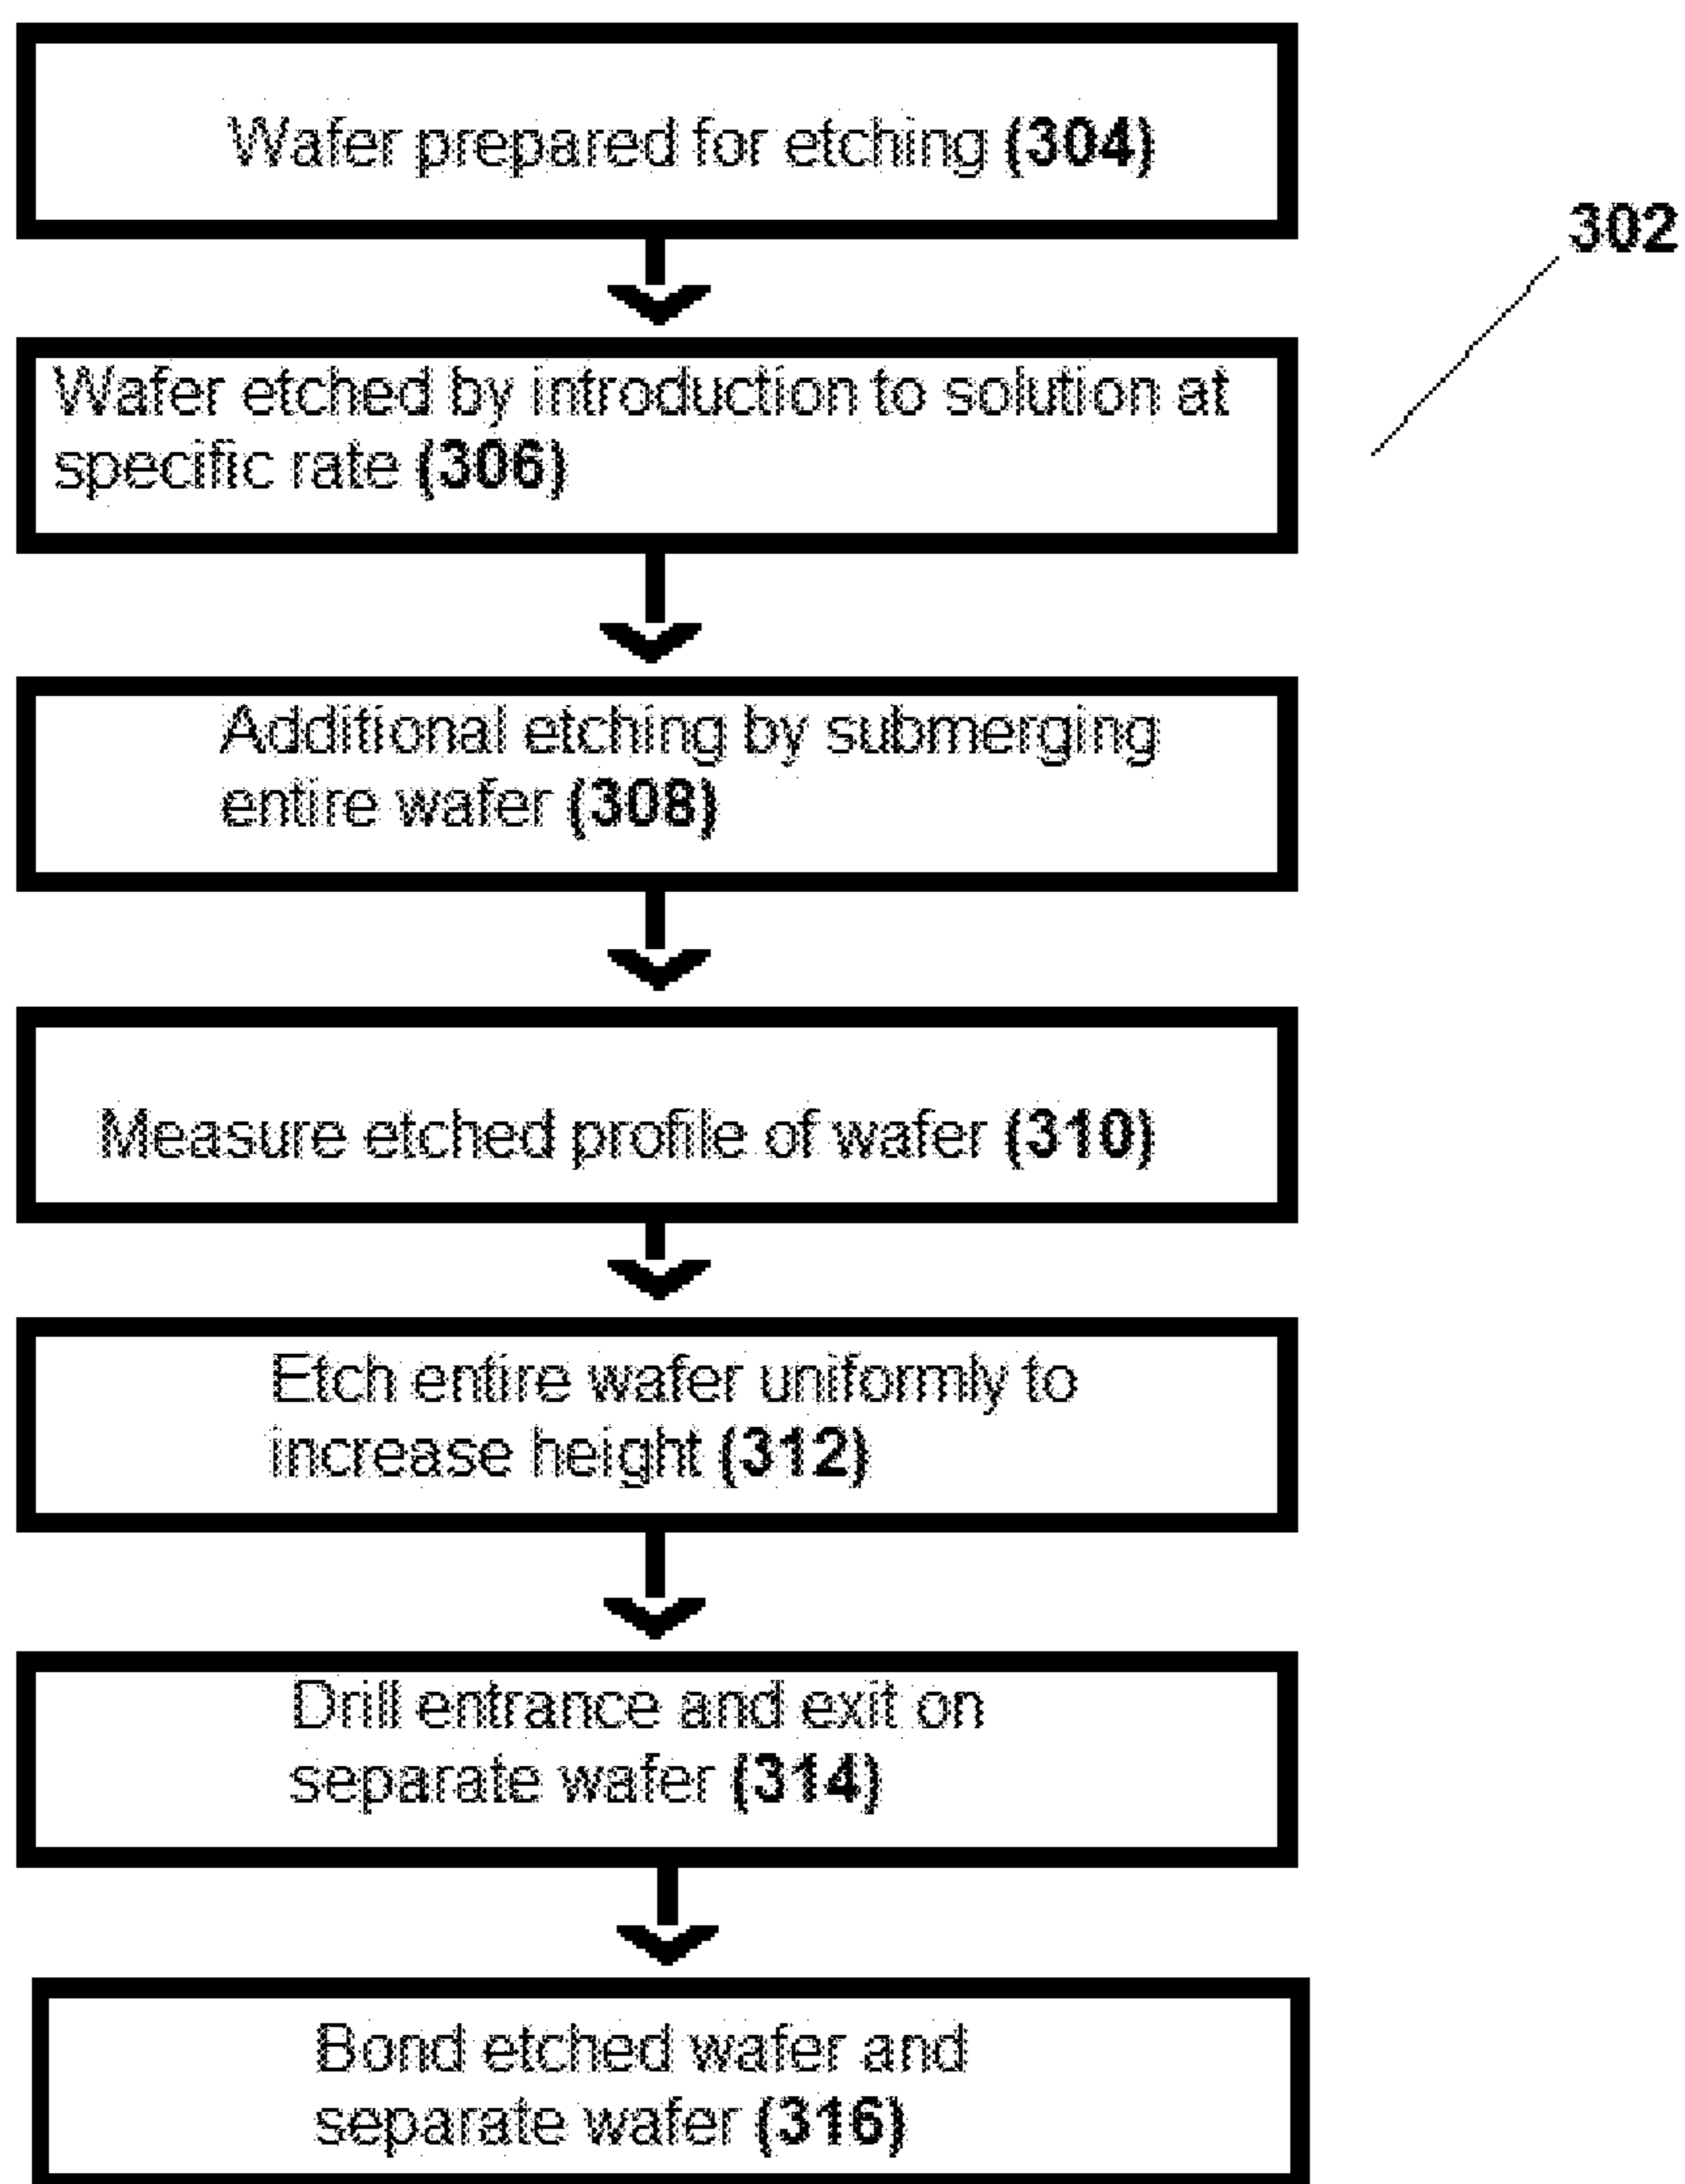 Wafer prepared for etching (304)
302
Wafer etched by introduction to solution at
specific rate (306)
Additional etching by submerging
entire wafer (308)
Measure etched profile of wafer (310)
Etch entire wafer uniformly to
increase height (312)
Drill entrance and exit on
separate wafer (314)
Bond etched wafer and
separate wafer (316)